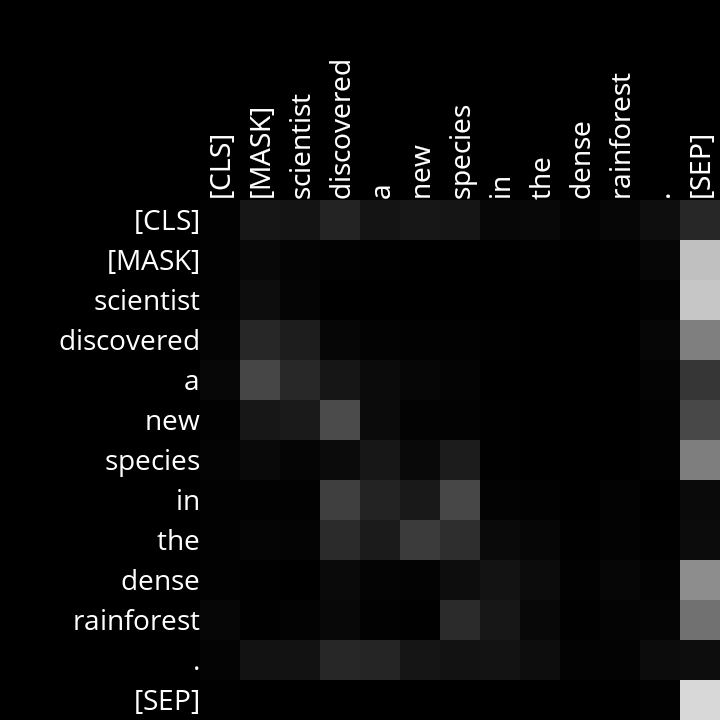 [CLS] [MASK] scientist discovered a new species in the dense rainforest . [SEP]
[CLS]
[MASK]
scientist
discovered
a
new
species
in
the
dense
rainforest
.
[SEP]